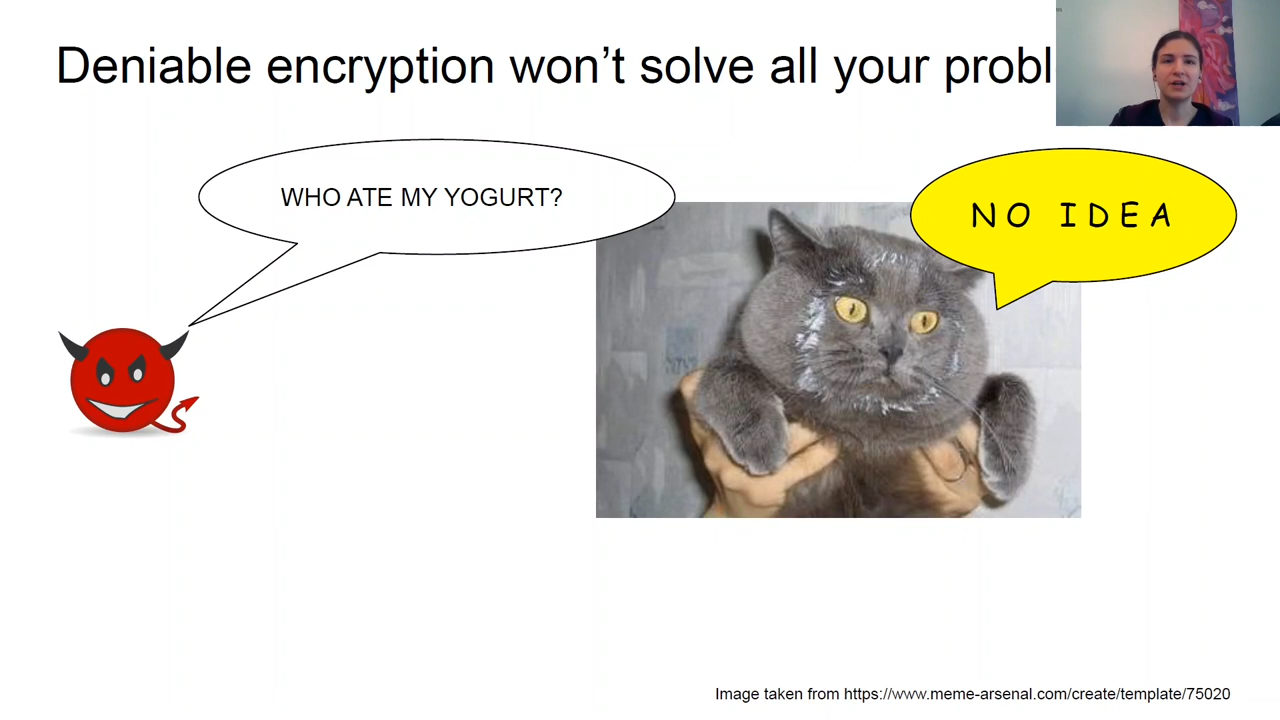 Deniable encryption won’t solve all your probl
WHO ATE MY YOGURT?
NO IDEA
Image taken from https://www.meme-arsenal.com/create/template/75020